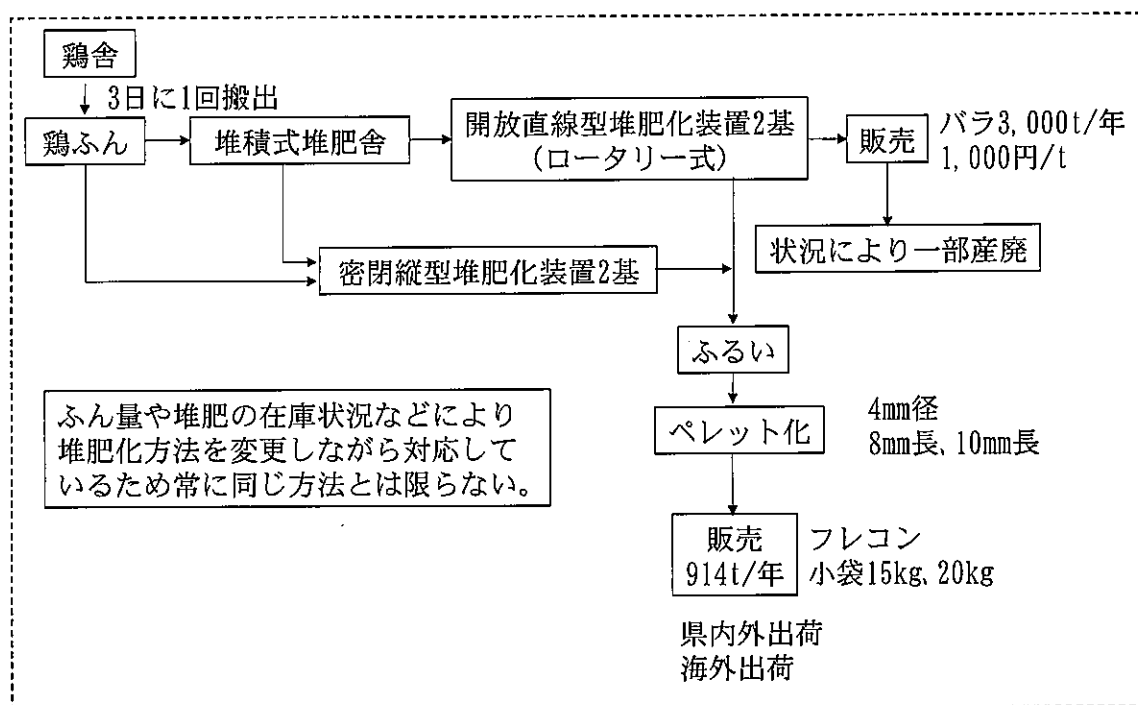 鶏舎
3日に1回搬出
鶏ふん
堆積式堆肥舎
開放直線型堆肥化装置2基
(ロータリー式)
販売
バラ3,000t/年
1,000円/t
状況により一部産廃
密閉縦型堆肥化装置2基
ふるい
ふん量や堆肥の在庫状況などにより
堆肥化方法を変更しながら対応して
いるため常に同じ方法とは限らない。
ペレット化
4mm径
8mm長、10mm長
販売
914t/年
フレコン
小袋15kg、20kg
県内外出荷
海外出荷